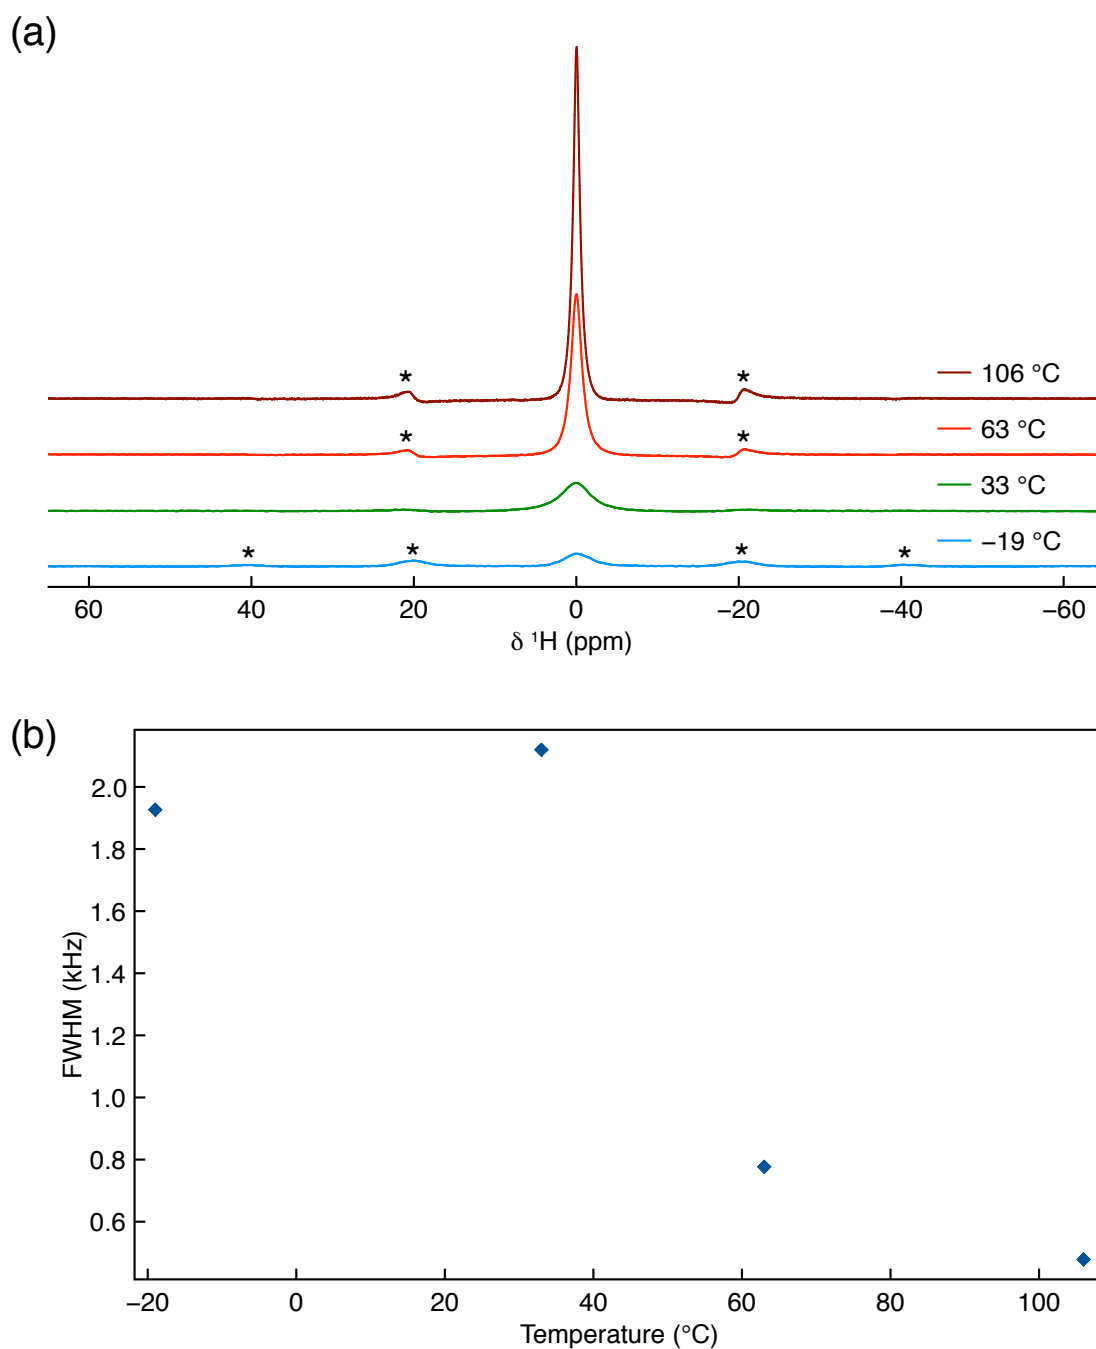 (a)
* *
106 °C
* *
63 °C
33 °C
* * * *
−19 °C
60 40 20 0 −20 −40 −60
δ ¹H (ppm)
(b)
2.0
1.8
1.6
1.4
1.2
1.0
0.8
0.6
FWHM (kHz)
−20 0 20 40 60 80 100
Temperature (°C)